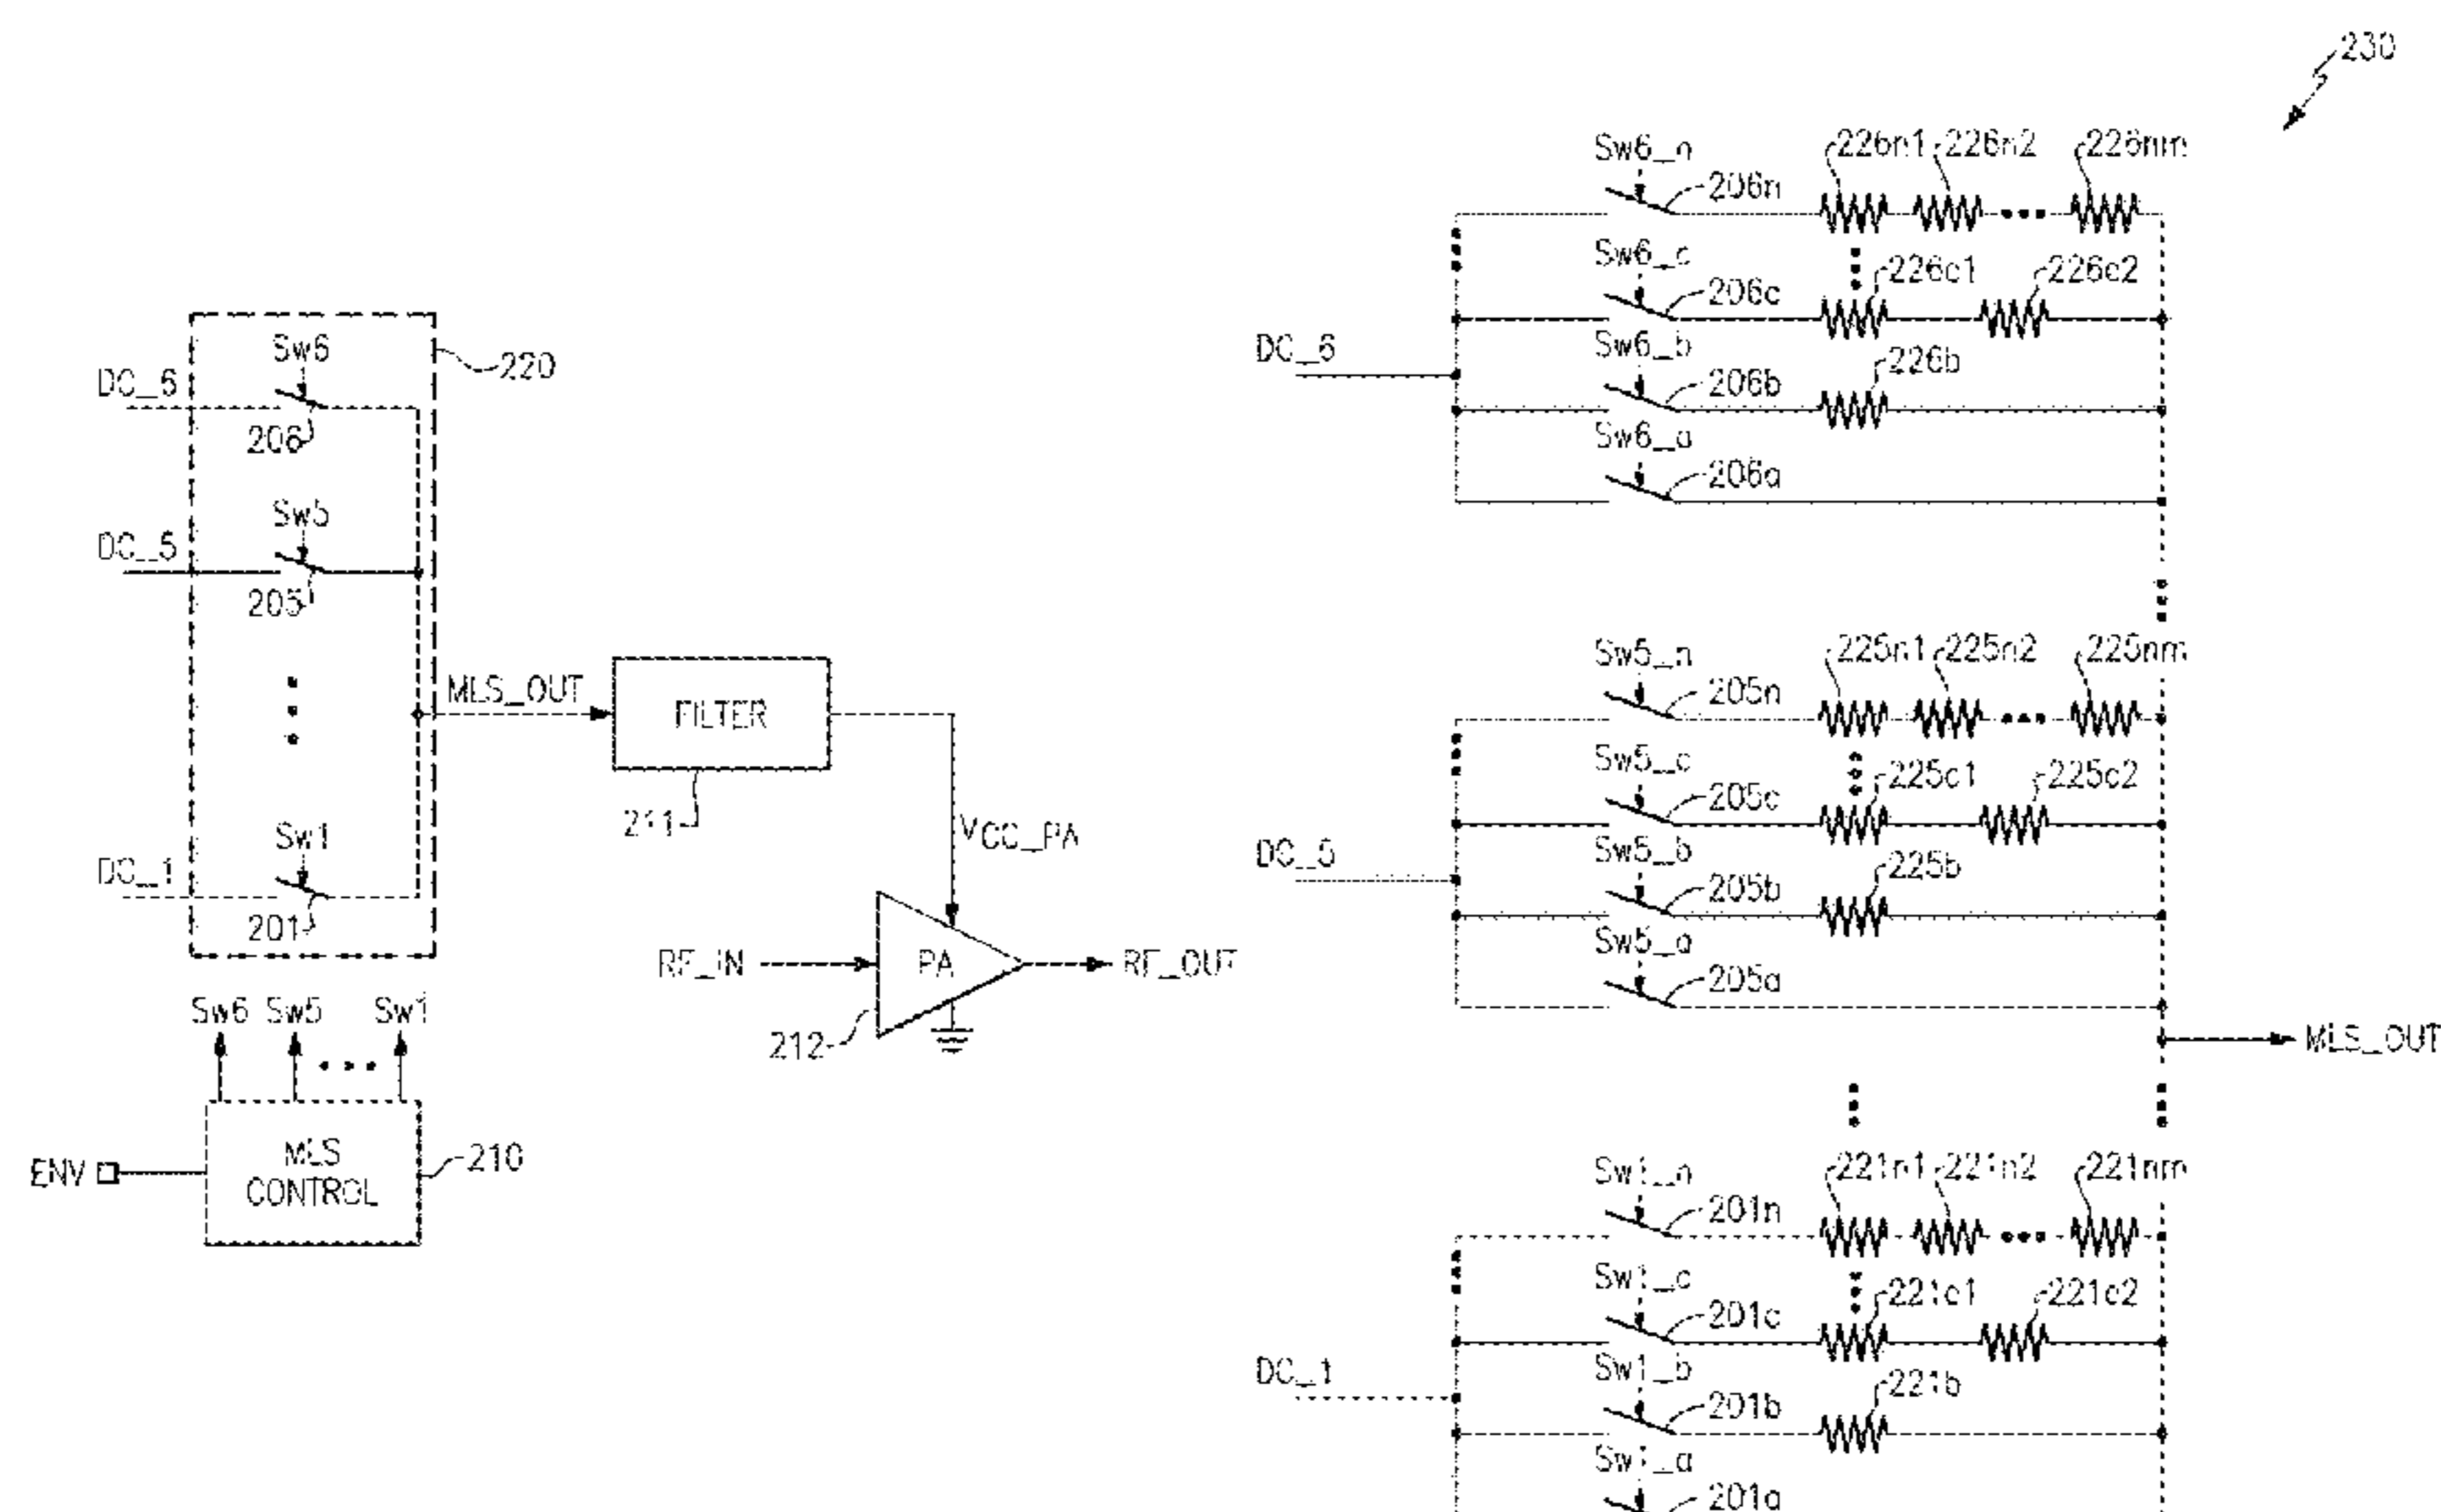 230
Sw6
DC_6
220
206
Sw5
DC_5
205
MLS_OUT
FILTER
211
VCC_PA
Sw1
DC_1
201
RF_IN
PA
RF_OUT
212
Sw6 Sw5 Sw1
ENV
MLS
CONTROL
210
Sw6_n
206n
226n1 226n2 226nm
Sw6_c
206c
226c1 226c2
DC_6
Sw6_b
206b
226b
Sw6_a
206a
Sw5_n
205n
225n1 225n2 225nm
Sw5_c
205c
225c1 225c2
DC_5
Sw5_b
205b
225b
Sw5_a
205a
MLS_OUT
Sw1_n
201n
221n1 221n2 221nm
Sw1_c
201c
221c1 221c2
DC_1
Sw1_b
201b
221b
Sw1_a
201a